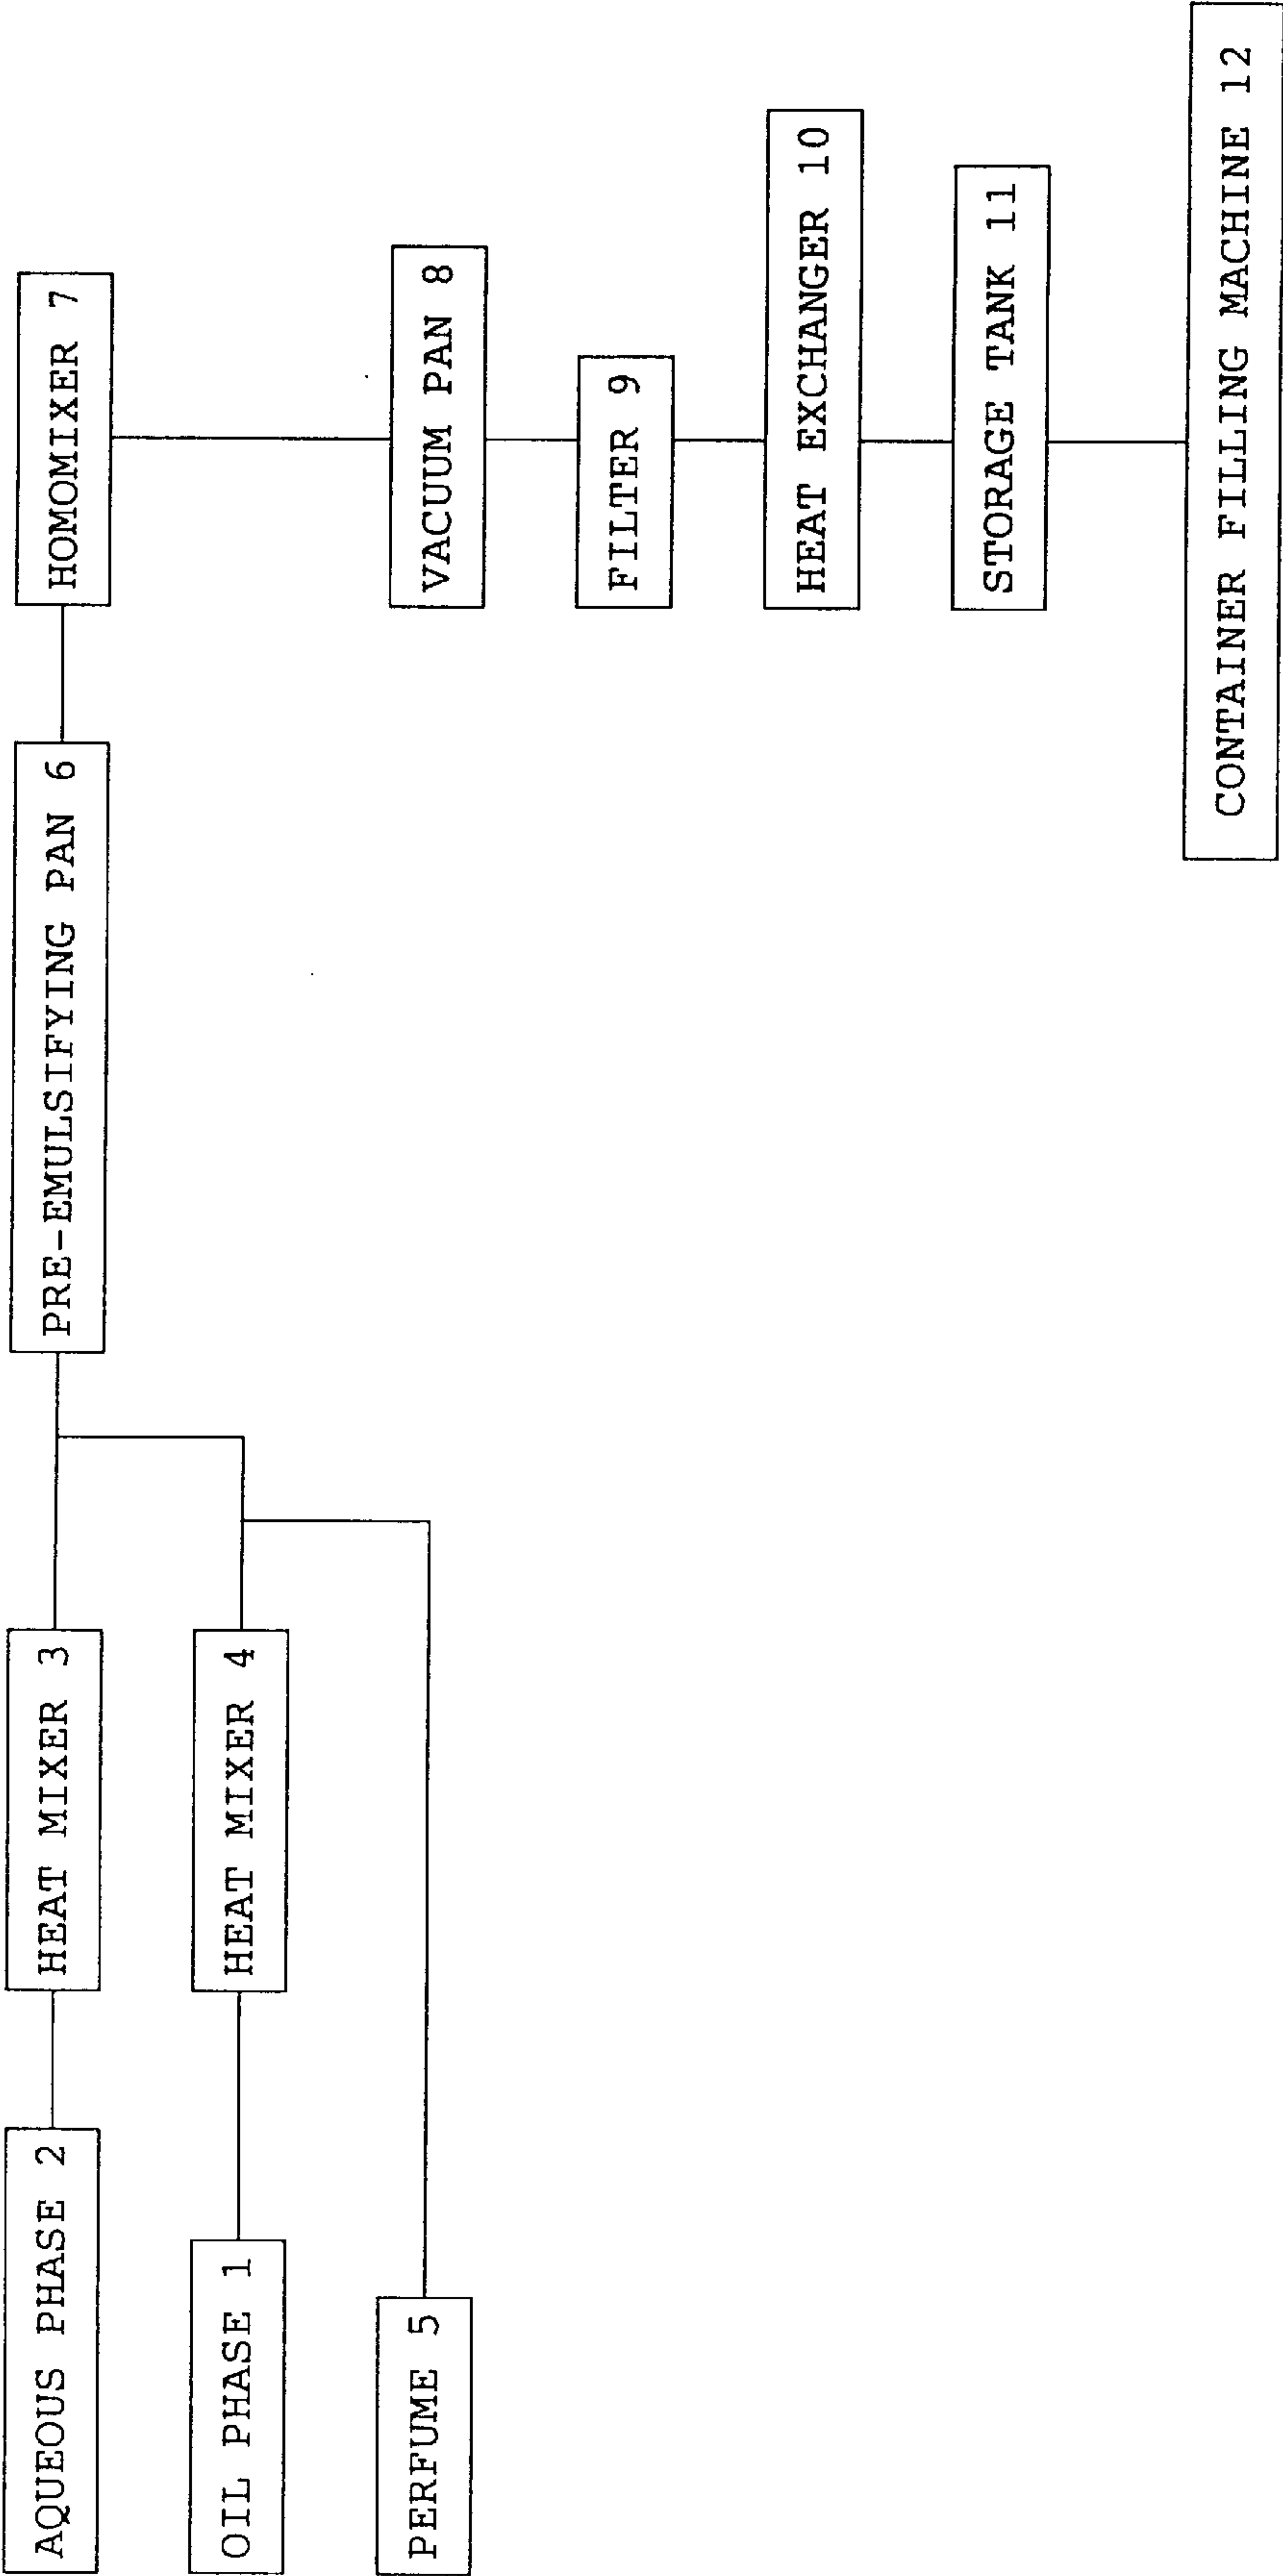 AQUEOUS PHASE 2
HEAT MIXER 3
PRE-EMULSIFYING PAN 6
HOMOMIXER 7
OIL PHASE 1
HEAT MIXER 4
PERFUME 5
VACUUM PAN 8
FILTER 9
HEAT EXCHANGER 10
STORAGE TANK 11
CONTAINER FILLING MACHINE 12